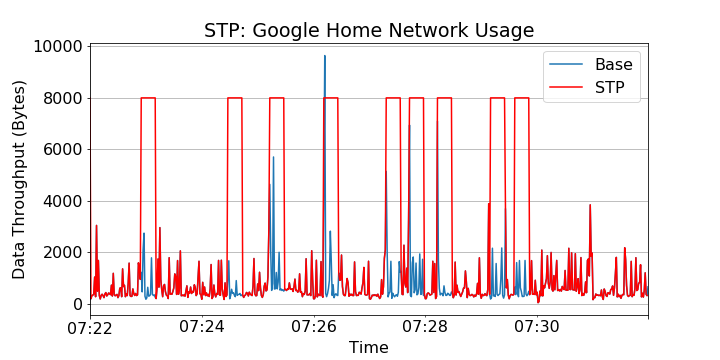 STP: Google Home Network Usage
Data Throughput (Bytes)
10000
8000
6000
4000
2000
0
Base
STP
07:22 07:24 07:26 07:28 07:30
Time